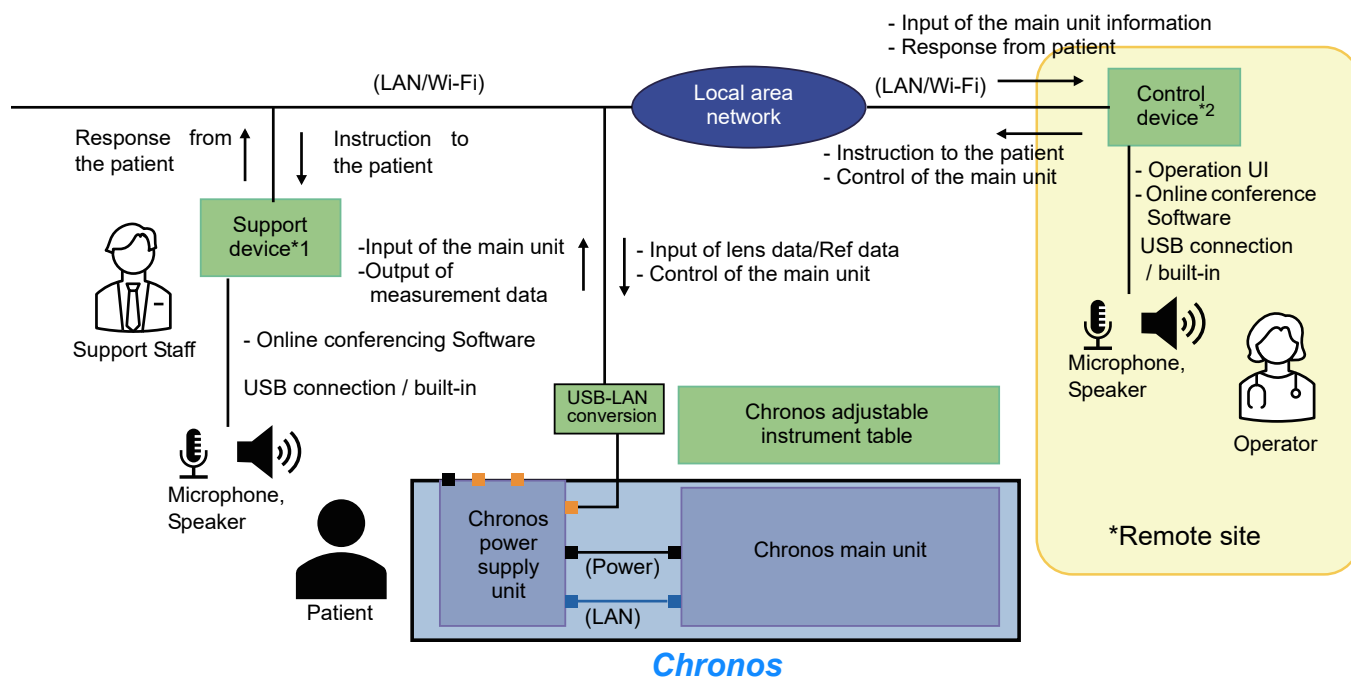 - Input of the main unit information
- Response from patient
(LAN/Wi-Fi)
Local area
network
(LAN/Wi-Fi)
Control
device*2
Response from
the patient
Instruction to
the patient
- Instruction to the patient
- Control of the main unit
- Operation UI
- Online conference
Software
USB connection
/ built-in
Support
device*1
-Input of the main unit
-Output of
measurement data
- Input of lens data/Ref data
- Control of the main unit
Support Staff
- Online conferencing Software
USB connection / built-in
Microphone,
Speaker
Operator
USB-LAN
conversion
Chronos adjustable
instrument table
Microphone,
Speaker
Patient
Chronos
power
supply
unit
(Power)
(LAN)
Chronos main unit
*Remote site
Chronos